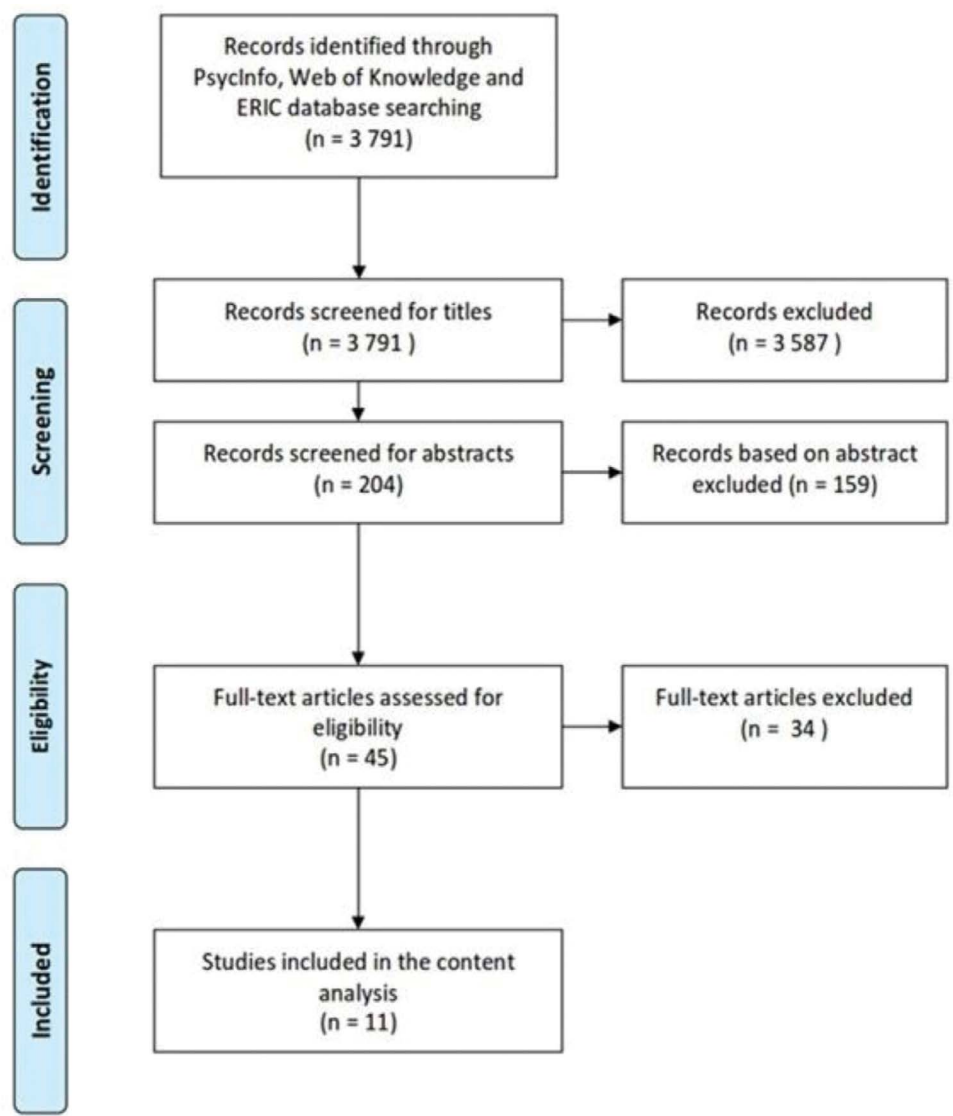 Identification
Records identified through
PsycInfo, Web of Knowledge and
ERIC database searching
(n = 3 791)
Screening
Records screened for titles
(n = 3 791 )
Records excluded
(n = 3 587 )
Records screened for abstracts
(n = 204)
Records based on abstract
excluded (n = 159)
Eligibility
Full-text articles assessed for
eligibility
(n = 45)
Full-text articles excluded
(n = 34 )
Included
Studies included in the content
analysis
(n = 11)